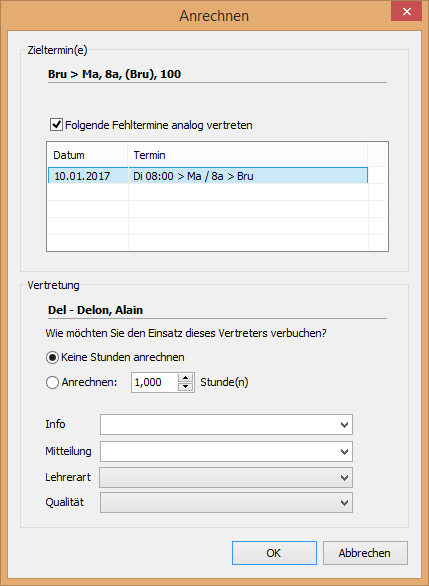 Anrechnen
Zieltermin(e)
Bru > Ma, 8a, (Bru), 100
Folgende Fehltermine analog vertreten
Datum Termin
10.01.2017 Di 08:00 > Ma / 8a > Bru
Vertretung
Del - Delon, Alain
Wie möchten Sie den Einsatz dieses Vertreters verbuchen?
Keine Stunden anrechnen
Anrechnen: 1,000 Stunde(n)
Info
Mitteilung
Lehrerart
Qualität
OK Abbrechen